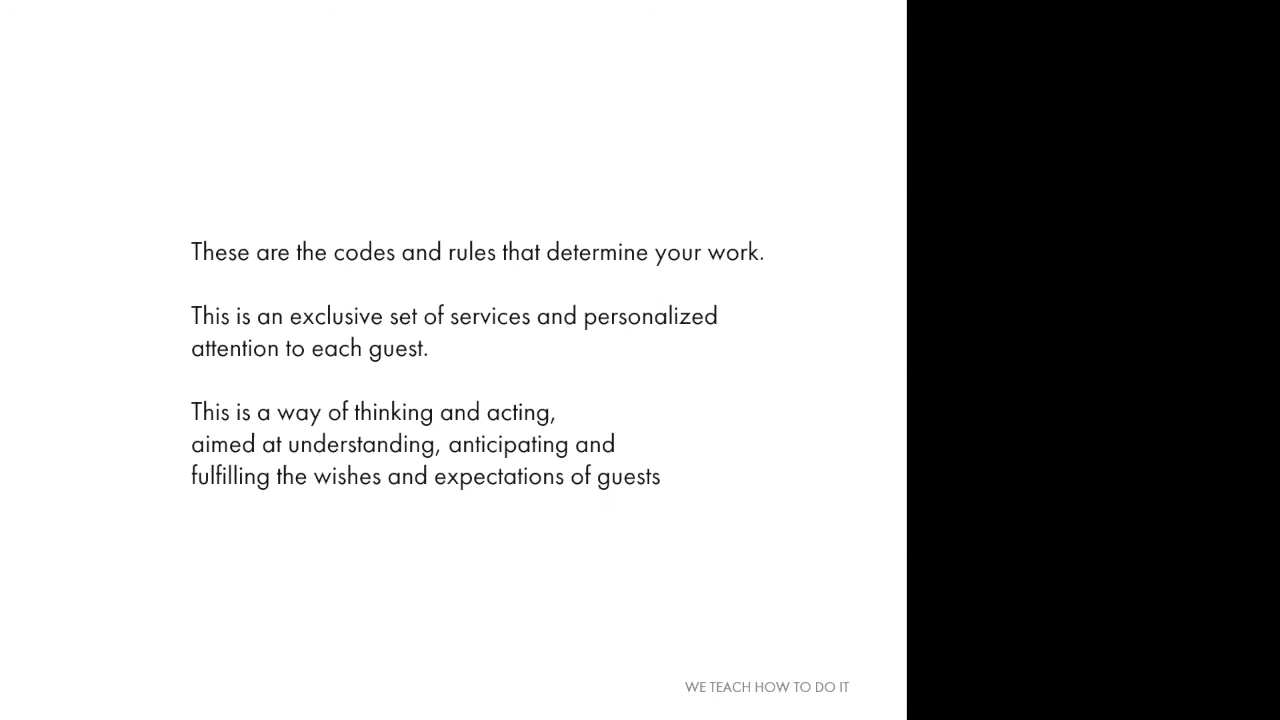 These are the codes and rules that determine your work.
This is an exclusive set of services and personalized
attention to each guest.
This is a way of thinking and acting,
aimed at understanding, anticipating and
fulfilling the wishes and expectations of guests
WE TEACH HOW TO DO IT